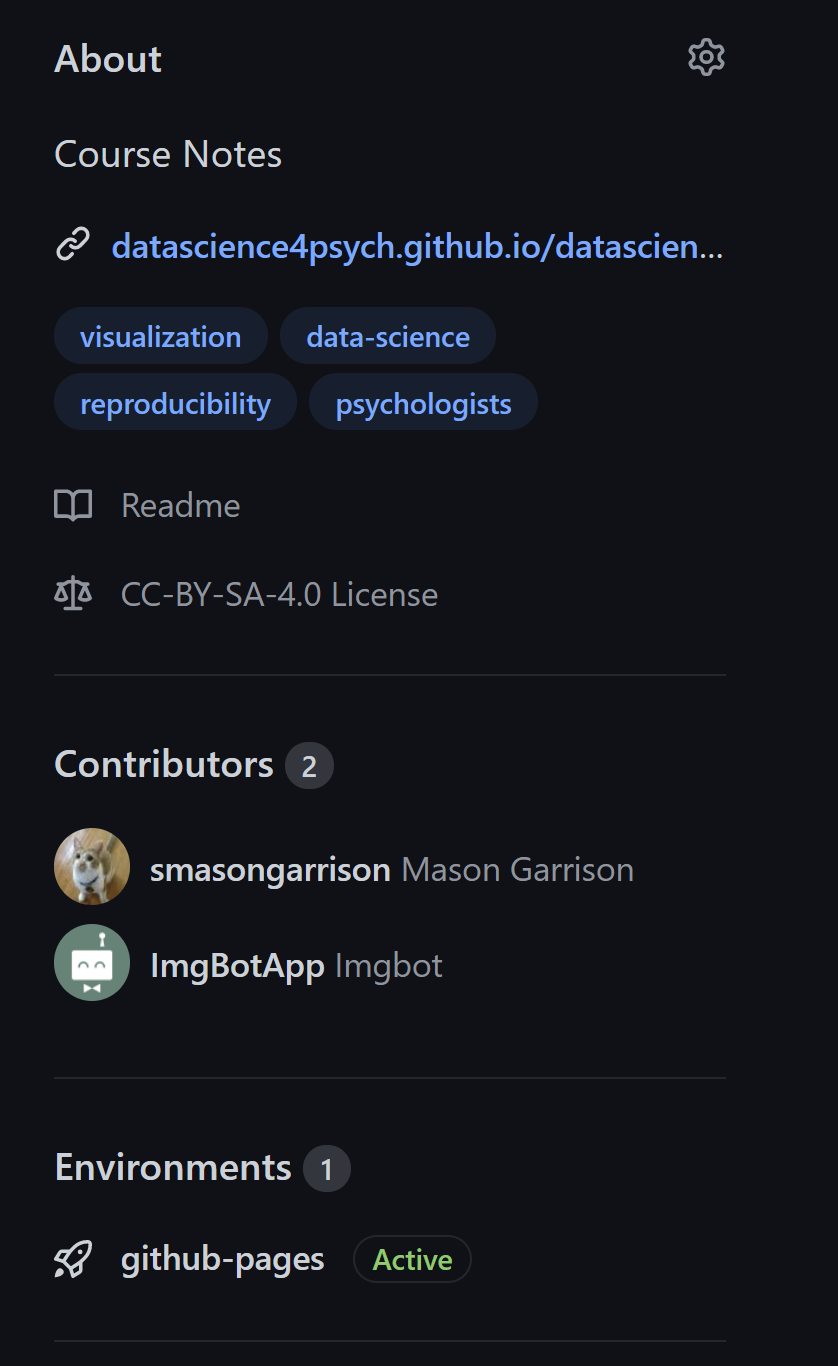 About
Course Notes
datascience4psych.github.io/datascien...
visualization data-science
reproducibility psychologists
Readme
CC-BY-SA-4.0 License
Contributors 2
smasongarrison Mason Garrison
ImgBotApp Imgbot
Environments 1
github-pages Active